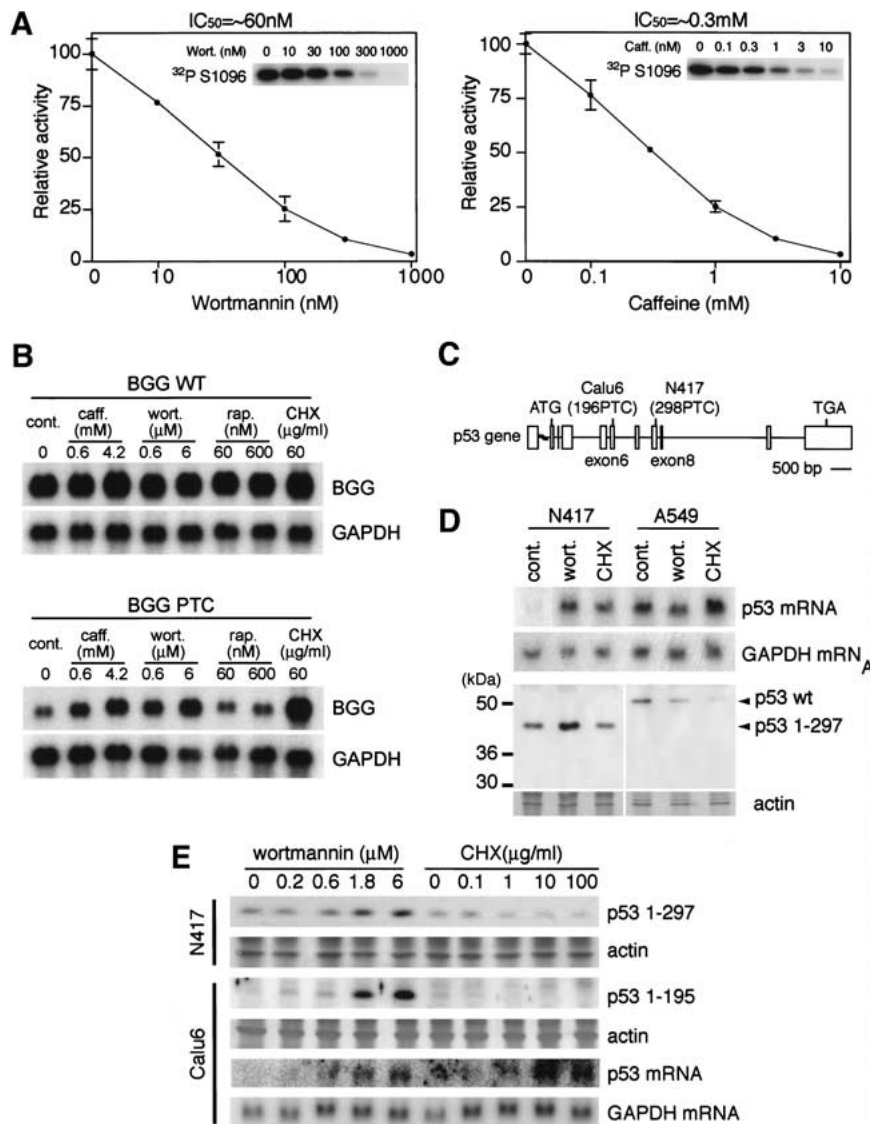 A
IC50=~60nM
Wort. (nM) 0 10 30 100 300 1000
32P S1096
Relative activity
100
75
50
25
0
0 10 100 1000
Wortmannin (nM)
IC50=~0.3mM
Caff. (nM) 0 0.1 0.3 1 3 10
32P S1096
Relative activity
100
75
50
25
0
0 0.1 1 10
Caffeine (mM)
B
BGG WT
cont. caff. wort. rap. CHX
(mM) (μM) (nM) (μg/ml)
0 0.6 4.2 0.6 6 60 600 60
BGG
GAPDH
BGG PTC
cont. caff. wort. rap. CHX
(mM) (μM) (nM) (μg/ml)
0 0.6 4.2 0.6 6 60 600 60
BGG
GAPDH
C
Calu6 N417
ATG (196PTC) (298PTC) TGA
p53 gene
exon6 exon8
500 bp
D
N417 A549
cont. wort. CHX cont. wort. CHX
p53 mRNA
GAPDH mRNA
(kDa)
50
36
30
p53 wt
p53 1-297
actin
E
wortmannin (μM) CHX(μg/ml)
0 0.2 0.6 1.8 6 0 0.1 1 10 100
N417
p53 1-297
actin
Calu6
p53 1-195
actin
p53 mRNA
GAPDH mRNA